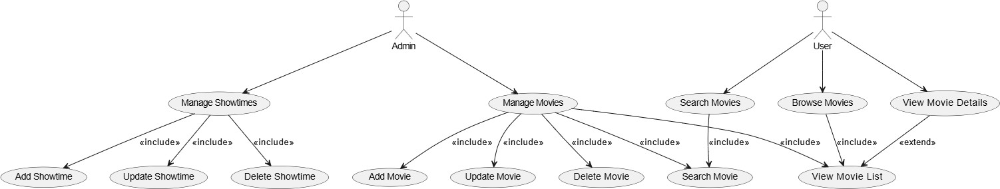 Admin
User
Manage Showtimes
Manage Movies
Search Movies
Browse Movies
View Movie Details
«include»
«include»
«include»
«include»
«include»
«include»
«include»
«include»
«include»
«include»
«extend»
Add Showtime
Update Showtime
Delete Showtime
Add Movie
Update Movie
Delete Movie
Search Movie
View Movie List